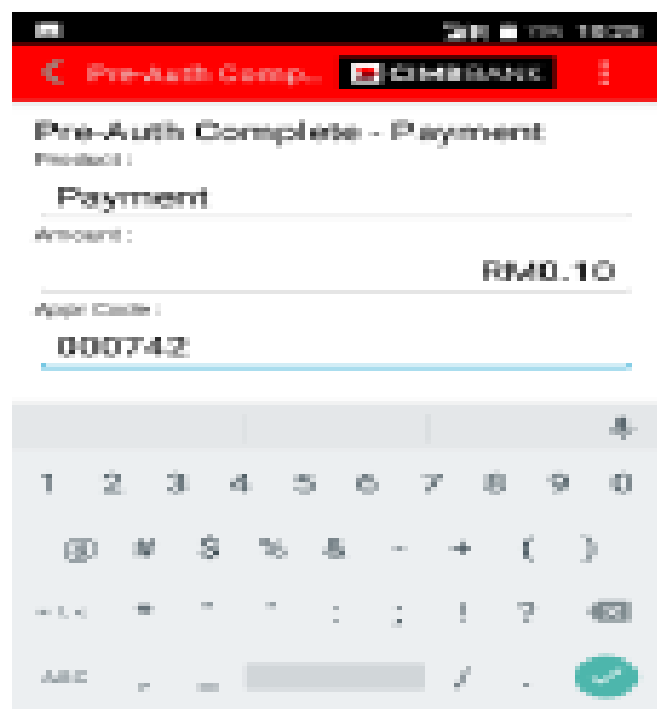 Pre-Auth Comp... CIMB BANK
Pre-Auth Complete - Payment
Product :
Payment
Amount :
RM0.10
Appr Code :
000742
1 2 3 4 5 6 7 8 9 0
@ # $ % & - + ( )
= \ < * " ' : ; ! ?
ABC , _ / .